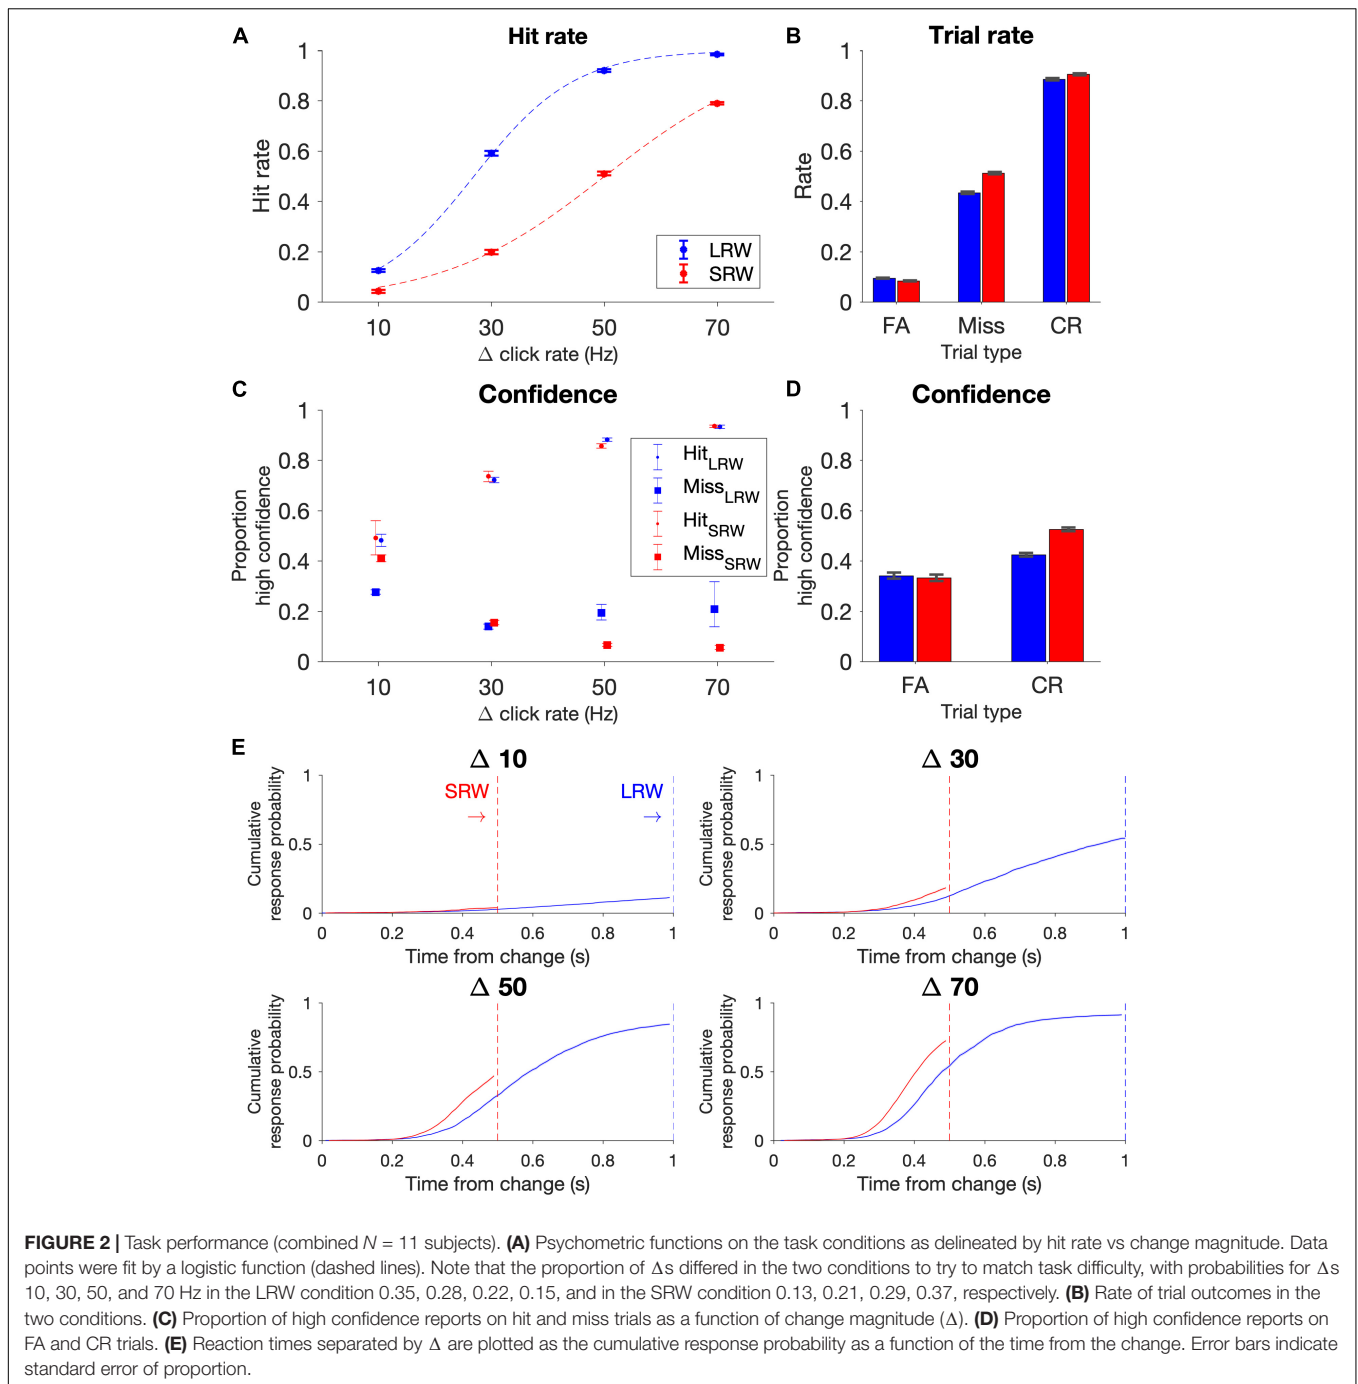 A
Hit rate
1
0.8
0.6
0.4
0.2
0
Hit rate
10 30 50 70
Δ click rate (Hz)
LRW
SRW
B
Trial rate
1
0.8
0.6
0.4
0.2
0
Rate
FA Miss CR
Trial type
C
Confidence
1
0.8
0.6
0.4
0.2
0
Proportion
high confidence
10 30 50 70
Δ click rate (Hz)
Hit LRW
Miss LRW
Hit SRW
Miss SRW
D
Confidence
1
0.8
0.6
0.4
0.2
0
Proportion
high confidence
FA CR
Trial type
E
Δ 10
1
0.5
0
Cumulative
response probability
SRW →
LRW →
0 0.2 0.4 0.6 0.8 1
Time from change (s)
Δ 30
1
0.5
0
Cumulative
response probability
0 0.2 0.4 0.6 0.8 1
Time from change (s)
Δ 50
1
0.5
0
Cumulative
response probability
0 0.2 0.4 0.6 0.8 1
Time from change (s)
Δ 70
1
0.5
0
Cumulative
response probability
0 0.2 0.4 0.6 0.8 1
Time from change (s)
FIGURE 2 | Task performance (combined N = 11 subjects). (A) Psychometric functions on the task conditions as delineated by hit rate vs change magnitude. Data
points were fit by a logistic function (dashed lines). Note that the proportion of Δs differed in the two conditions to try to match task difficulty, with probabilities for Δs
10, 30, 50, and 70 Hz in the LRW condition 0.35, 0.28, 0.22, 0.15, and in the SRW condition 0.13, 0.21, 0.29, 0.37, respectively. (B) Rate of trial outcomes in the
two conditions. (C) Proportion of high confidence reports on hit and miss trials as a function of change magnitude (Δ). (D) Proportion of high confidence reports on
FA and CR trials. (E) Reaction times separated by Δ are plotted as the cumulative response probability as a function of the time from the change. Error bars indicate
standard error of proportion.